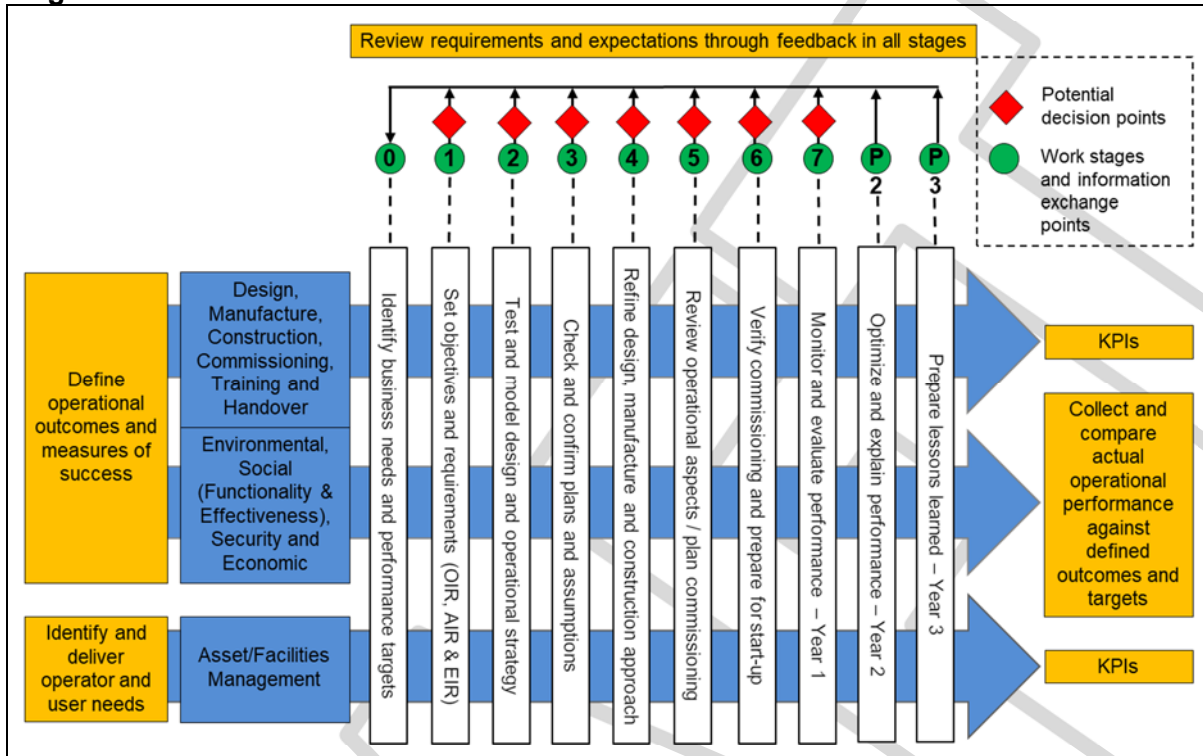 Review requirements and expectations through feedback in all stages
Potential
decision points
Work stages
and information
exchange
points
0
1
2
3
4
5
6
7
P
2
P
3
Define
operational
outcomes and
measures of
success
Design,
Manufacture,
Construction,
Commissioning,
Training and
Handover
Environmental,
Social
(Functionality &
Effectiveness),
Security and
Economic
Identify and
deliver
operator and
user needs
Asset/Facilities
Management
Identify business needs and performance targets
Set objectives and requirements (OIR, AIR & EIR)
Test and model design and operational strategy
Check and confirm plans and assumptions
Refine design, manufacture and construction approach
Review operational aspects / plan commissioning
Verify commissioning and prepare for start-up
Monitor and evaluate performance – Year 1
Optimize and explain performance – Year 2
Prepare lessons learned – Year 3
KPIs
Collect and
compare
actual
operational
performance
against
defined
outcomes and
targets
KPIs